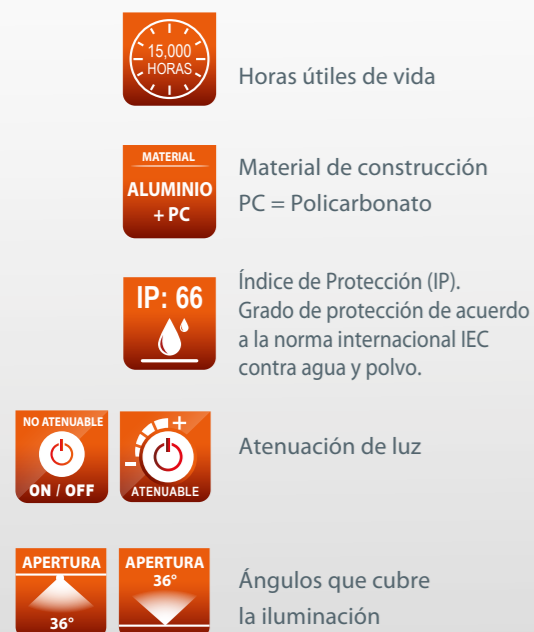 15,000
HORAS
Horas útiles de vida
MATERIAL
ALUMINIO
+ PC
Material de construcción
PC = Policarbonato
IP: 66
Índice de Protección (IP).
Grado de protección de acuerdo
a la norma internacional IEC
contra agua y polvo.
NO ATENUABLE
ON / OFF
- +
ATENUABLE
Atenuación de luz
APERTURA
36°
APERTURA
36°
Ángulos que cubre
la iluminación